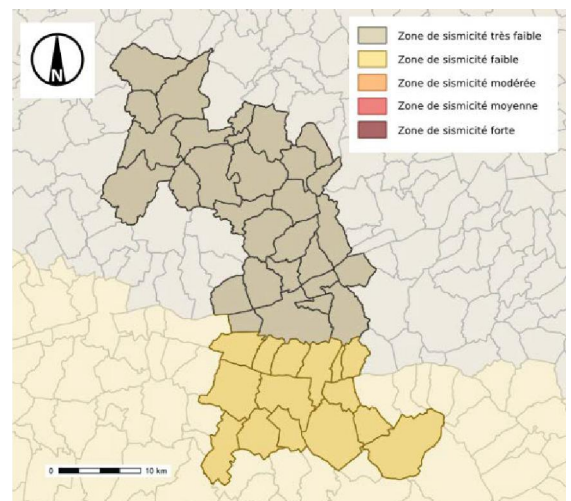 N
Zone de sismicité très faible
Zone de sismicité faible
Zone de sismicité modérée
Zone de sismicité moyenne
Zone de sismicité forte
0 10 km